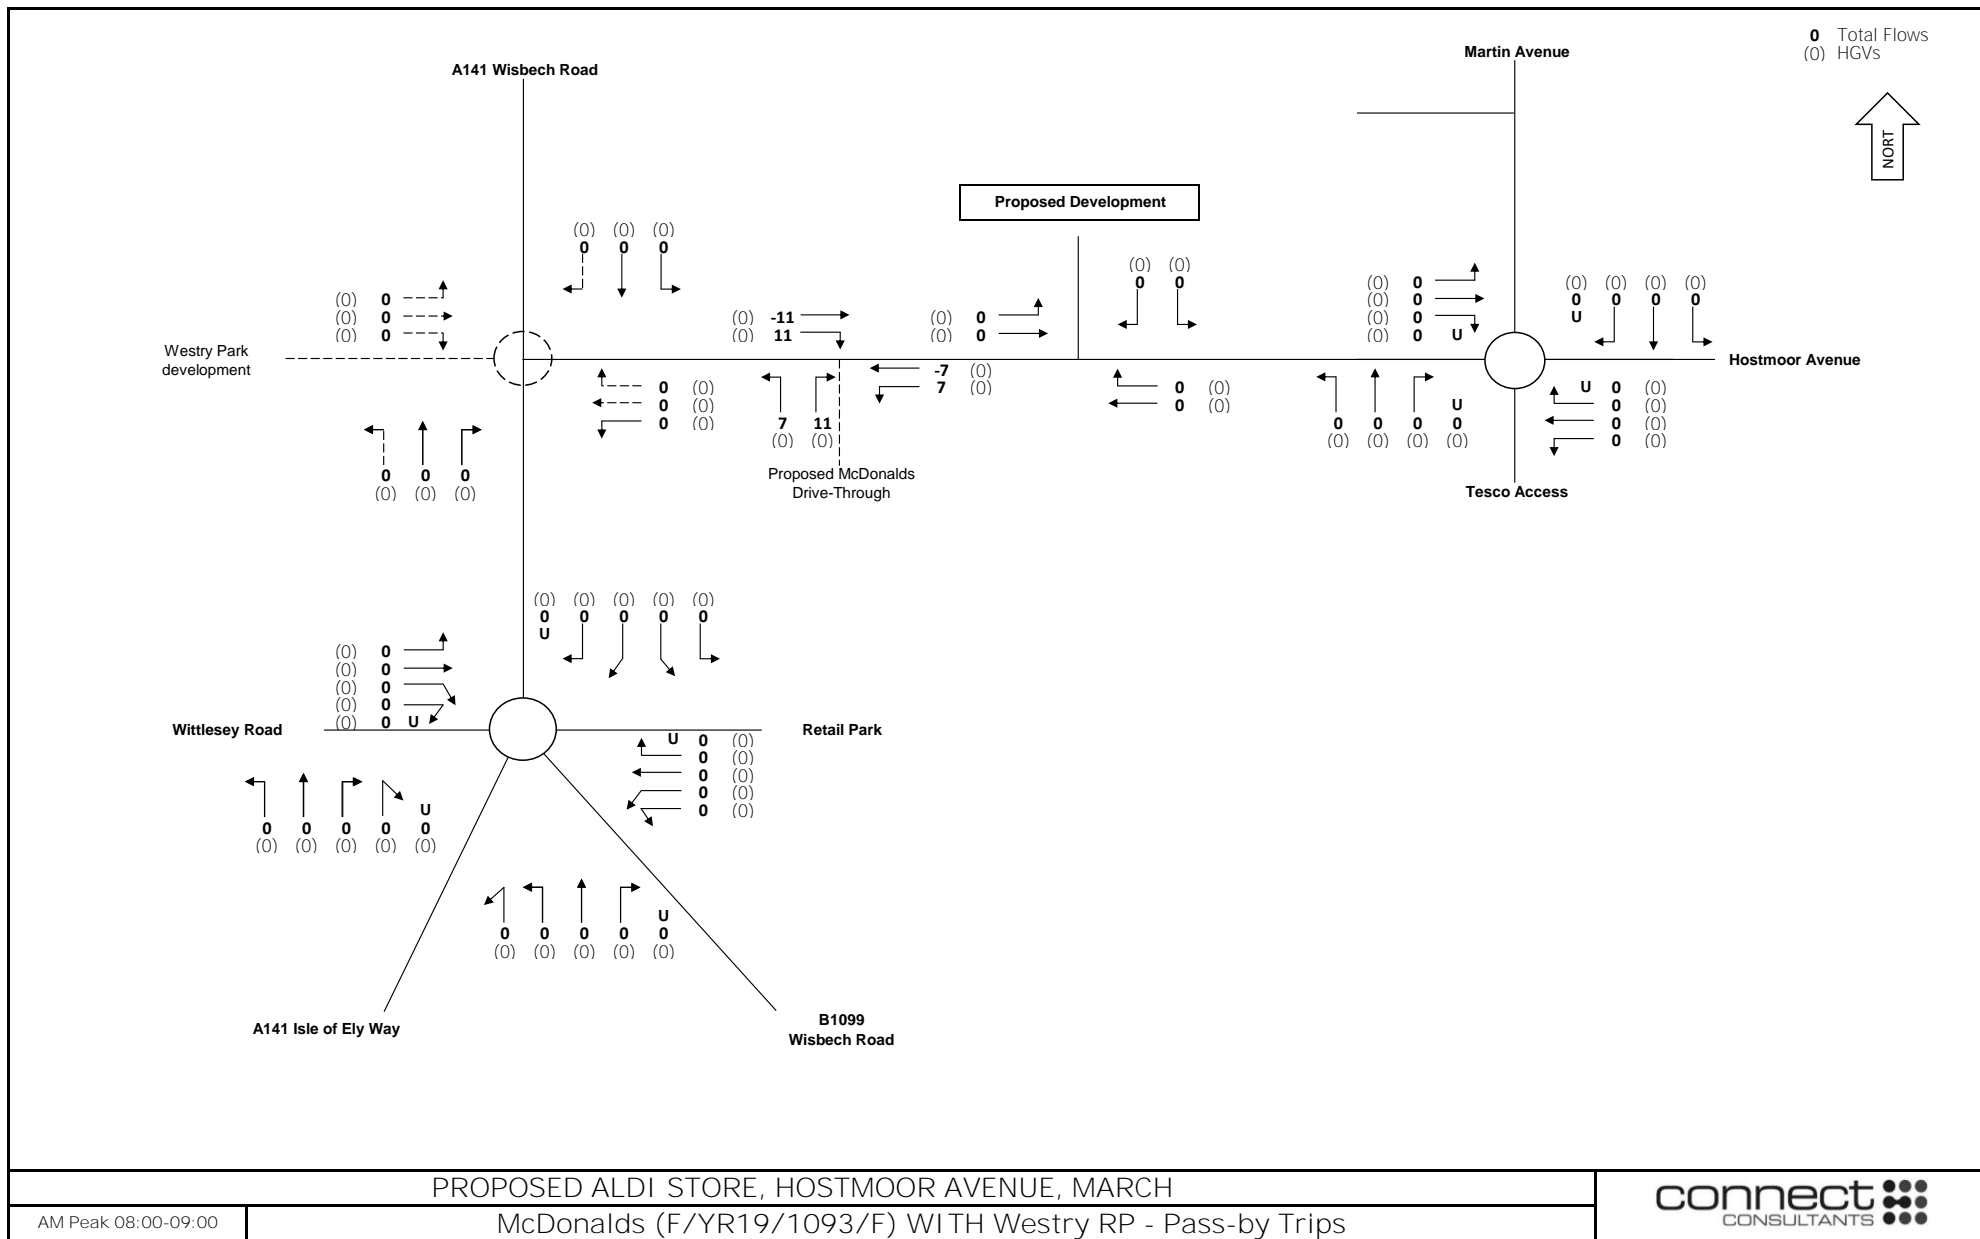 0 Total Flows
(0) HGVs
NORT
A141 Wisbech Road
Martin Avenue
Proposed Development
(0) (0) (0)
0 0 0
(0) 0
(0) 0
(0) 0
Westry Park
development
(0) -11
(0) 11
(0) 0
(0) 0
(0) (0)
0 0
(0) 0
(0) 0
(0) 0
(0) 0 U
(0) (0) (0) (0)
0 0 0 0
U
Hostmoor Avenue
0 (0)
0 (0)
0 (0)
7 11
(0) (0)
-7 (0)
7 (0)
0 (0)
0 (0)
U
0 0 0 0
(0) (0) (0) (0)
U 0 (0)
0 (0)
0 (0)
0 (0)
0 0 0
(0) (0) (0)
Proposed McDonalds
Drive-Through
Tesco Access
(0) (0) (0) (0) (0)
0 0 0 0 0
U
(0) 0
(0) 0
(0) 0
(0) 0
(0) 0 U
Wittlesey Road
Retail Park
U 0 (0)
0 (0)
0 (0)
0 (0)
0 (0)
U
0 0 0 0 0
(0) (0) (0) (0) (0)
U
0 0 0 0 0
(0) (0) (0) (0) (0)
A141 Isle of Ely Way
B1099
Wisbech Road
PROPOSED ALDI STORE, HOSTMOOR AVENUE, MARCH
AM Peak 08:00-09:00
McDonalds (F/YR19/1093/F) WITH Westry RP - Pass-by Trips
connect
CONSULTANTS